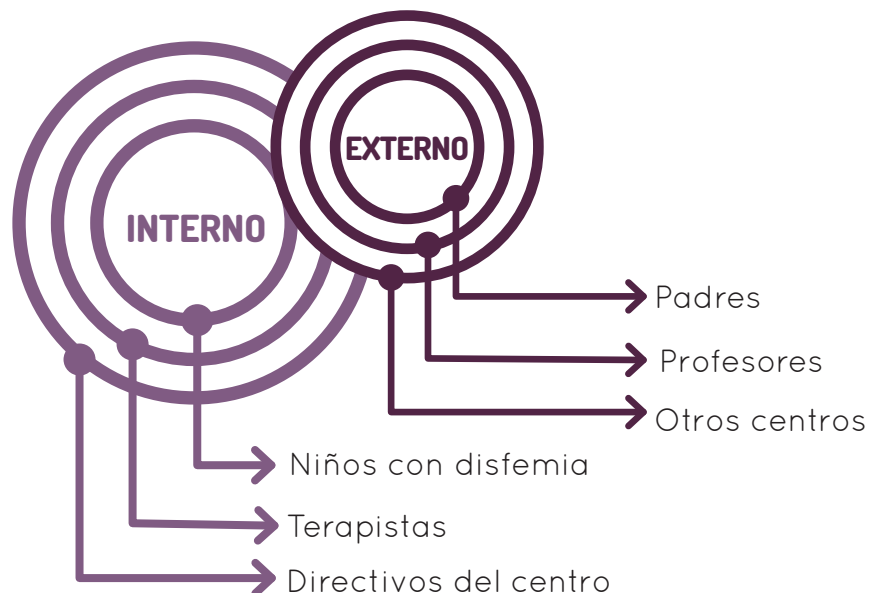 EXTERNO
INTERNO
Padres
Profesores
Otros centros
Niños con disfemia
Terapistas
Directivos del centro